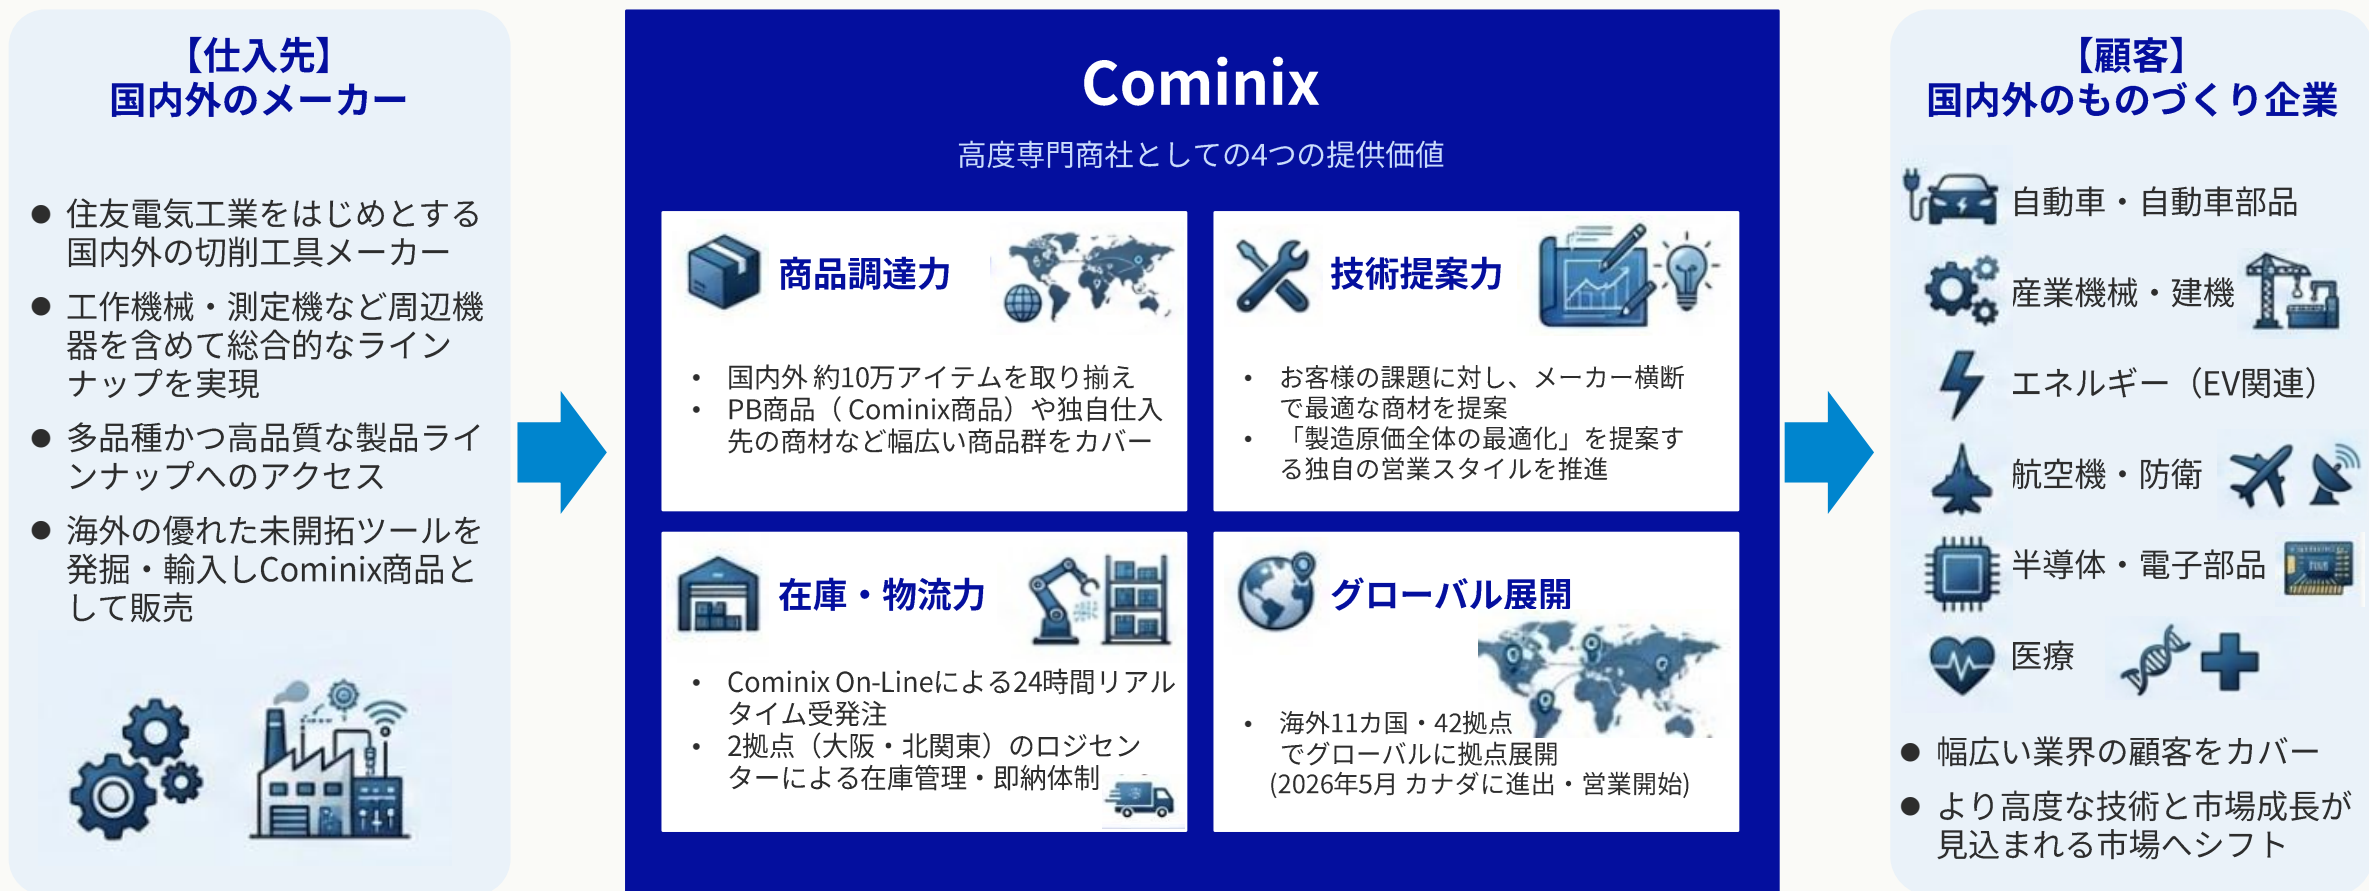 【仕入先】
国内外のメーカー
● 住友電気工業をはじめとする
国内外の切削工具メーカー
● 工作機械・測定機など周辺機
器を含めて総合的なライン
ナップを実現
● 多品種かつ高品質な製品ライ
ンナップへのアクセス
● 海外の優れた未開拓ツールを
発掘・輸入しCominix商品と
して販売
Cominix
高度専門商社としての4つの提供価値
商品調達力
• 国内外 約10万アイテムを取り揃え
• PB商品（ Cominix商品）や独自仕入
先の商材など幅広い商品群をカバー
技術提案力
• お客様の課題に対し、メーカー横断
で最適な商材を提案
• 「製造原価全体の最適化」を提案す
る独自の営業スタイルを推進
在庫・物流力
• Cominix On-Lineによる24時間リアル
タイム受発注
• 2拠点（大阪・北関東）のロジセン
ターによる在庫管理・即納体制
グローバル展開
• 海外11カ国・42拠点
でグローバルに拠点展開
(2026年5月 カナダに進出・営業開始)
【顧客】
国内外のものづくり企業
自動車・自動車部品
産業機械・建機
エネルギー（EV関連）
航空機・防衛
半導体・電子部品
医療
● 幅広い業界の顧客をカバー
● より高度な技術と市場成長が
見込まれる市場へシフト